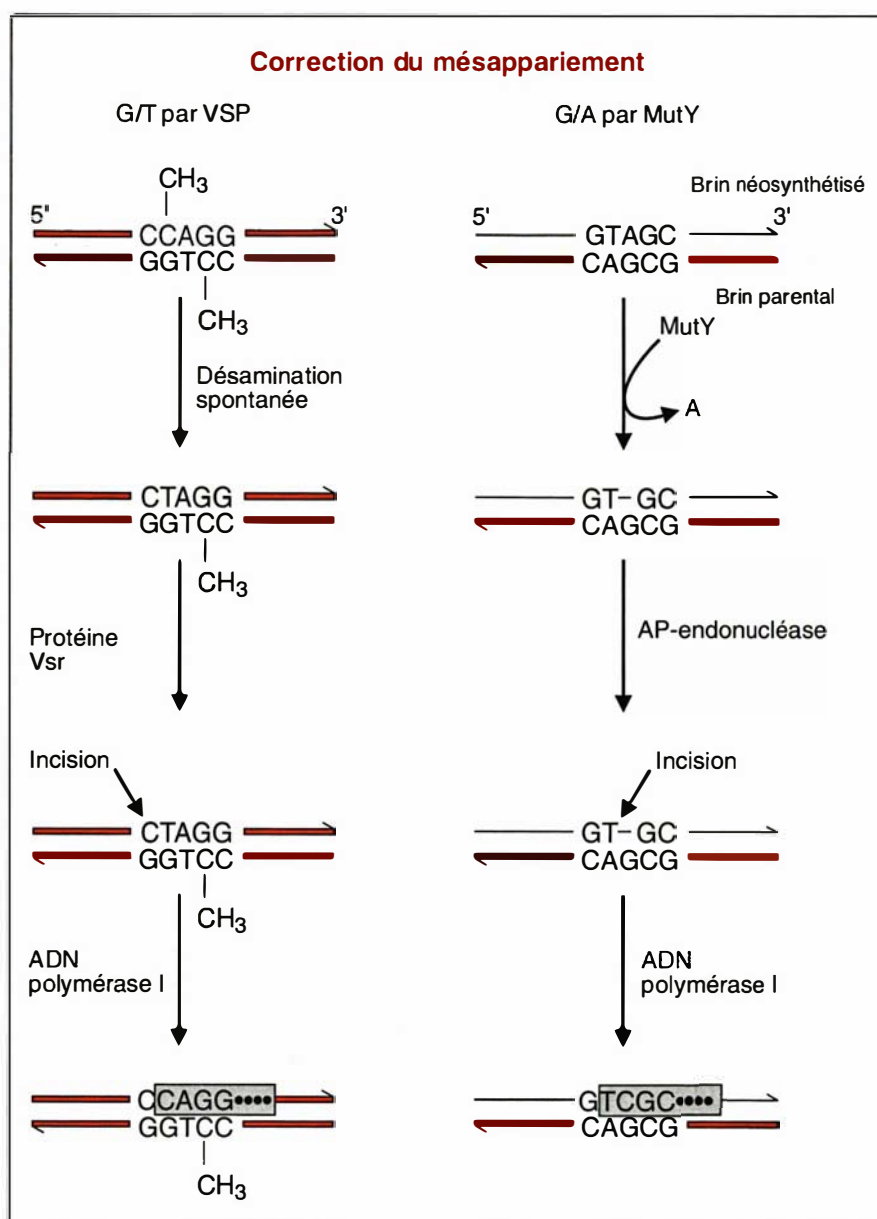 Correction du mésappariement
G/T par VSP
CH3
5"
3'
CCAGG
GGTCC
CH3
Désamination
spontanée
CTAGG
GGTCC
CH3
Protéine
Vsr
Incision
CTAGG
GGTCC
CH3
ADN
polymérase I
CCAGG••••
GGTCC
CH3
G/A par MutY
Brin néosynthétisé
5'
3'
GTAGC
CAGCG
Brin parental
MutY
A
GT-GC
CAGCG
AP-endonucléase
Incision
GT-GC
CAGCG
ADN
polymérase I
GTCGC••••
CAGCG